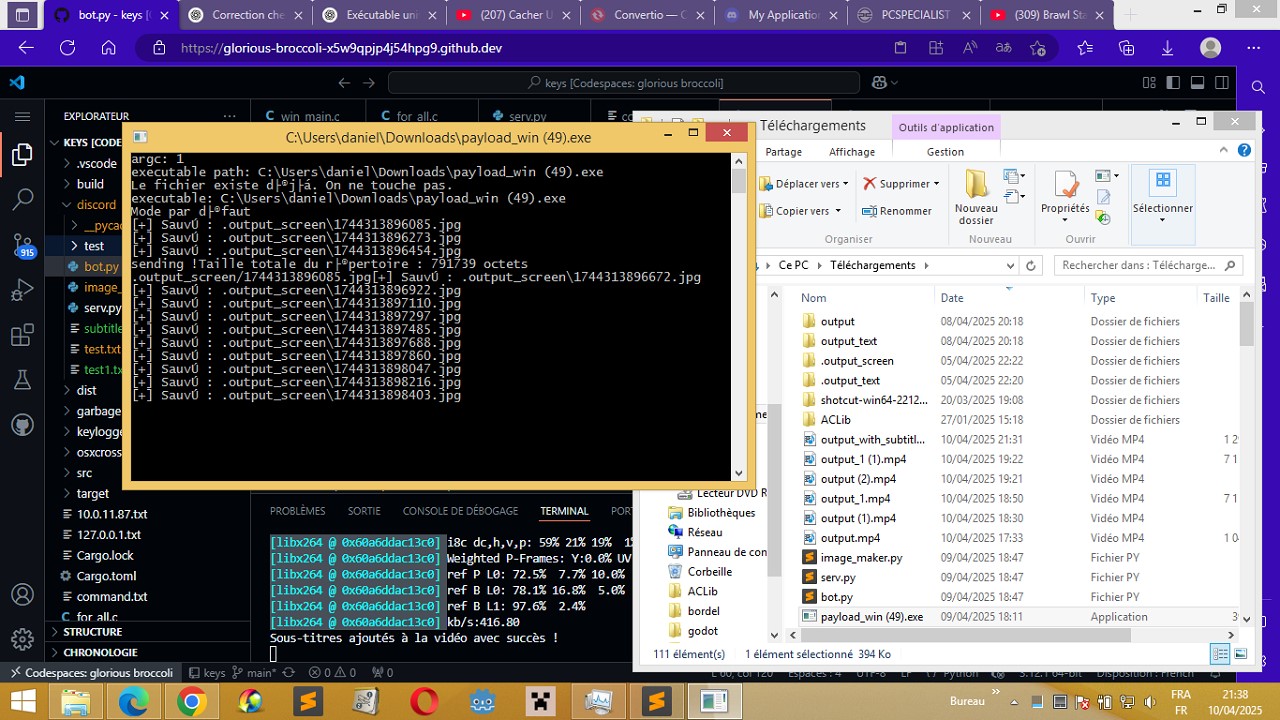 bot.py - keys [
Correction che
Exécutable uni
(207) Cacher U
Convertio — C
My Application
PCSPECIALIST
(309) Brawl Sta
https://glorious-broccoli-x5w9qpjp4j54hpg9.github.dev
keys [Codespaces: glorious broccoli]
EXPLORATEUR
win_main.c
for_all.c
serv.py
KEYS [CODE
.vscode
build
discord
__pycac
test
bot.py
image_
serv.py
subtitle
test.txt
test1.tx
dist
garbage
keylogge
osxcross
src
target
10.0.11.87.txt
127.0.0.1.txt
Cargo.lock
Cargo.toml
command.txt
for_all.c
STRUCTURE
CHRONOLOGIE
915
C:\Users\daniel\Downloads\payload_win (49).exe
argc: 1
executable path: C:\Users\daniel\Downloads\payload_win (49).exe
Le fichier existe d├®j├á. On ne touche pas.
executable: C:\Users\daniel\Downloads\payload_win (49).exe
Mode par d├®faut
[+] SauvÚ : .output_screen\1744313896085.jpg
[+] SauvÚ : .output_screen\1744313896273.jpg
[+] SauvÚ : .output_screen\1744313896454.jpg
sending !Taille totale du r├®pertoire : 791739 octets
.output_screen/1744313896085.jpg[+] SauvÚ : .output_screen\1744313896672.jpg
[+] SauvÚ : .output_screen\1744313896922.jpg
[+] SauvÚ : .output_screen\1744313897110.jpg
[+] SauvÚ : .output_screen\1744313897297.jpg
[+] SauvÚ : .output_screen\1744313897485.jpg
[+] SauvÚ : .output_screen\1744313897688.jpg
[+] SauvÚ : .output_screen\1744313897860.jpg
[+] SauvÚ : .output_screen\1744313898047.jpg
[+] SauvÚ : .output_screen\1744313898216.jpg
[+] SauvÚ : .output_screen\1744313898403.jpg
PROBLÈMES
SORTIE
CONSOLE DE DÉBOGAGE
TERMINAL
PORT
[libx264 @ 0x60a6ddac13c0] i8c dc,h,v,p: 59% 21% 19% 1%
[libx264 @ 0x60a6ddac13c0] Weighted P-Frames: Y:0.0% UV
[libx264 @ 0x60a6ddac13c0] ref P L0: 72.5% 7.7% 10.0%
[libx264 @ 0x60a6ddac13c0] ref B L0: 78.1% 16.8% 5.0%
[libx264 @ 0x60a6ddac13c0] ref B L1: 97.6% 2.4%
[libx264 @ 0x60a6ddac13c0] kb/s:416.80
Sous-titres ajoutés à la vidéo avec succès !
Téléchargements
Outils d'application
Partage
Affichage
Gestion
Déplacer vers
Supprimer
Copier vers
Renommer
Nouveau dossier
Propriétés
Sélectionner
Organiser
Nouveau
Ouvrir
Ce PC
Téléchargements
Rechercher dans : Télécharge...
Nom
Date
Type
Taille
output 08/04/2025 20:18 Dossier de fichiers
output_text 08/04/2025 20:18 Dossier de fichiers
.output_screen 05/04/2025 22:22 Dossier de fichiers
.output_text 05/04/2025 22:20 Dossier de fichiers
shotcut-win64-2212... 20/03/2025 19:08 Dossier de fichiers
ACLib 27/01/2025 15:18 Dossier de fichiers
output_with_subtitl... 10/04/2025 21:31 Vidéo MP4 1 2
output_1 (1).mp4 10/04/2025 19:22 Vidéo MP4 7 1
output (2).mp4 10/04/2025 19:21 Vidéo MP4
output_1.mp4 10/04/2025 18:50 Vidéo MP4 7 1
output (1).mp4 10/04/2025 18:30 Vidéo MP4
output.mp4 10/04/2025 17:33 Vidéo MP4 1 0
image_maker.py 09/04/2025 18:47 Fichier PY
serv.py 09/04/2025 18:47 Fichier PY
bot.py 09/04/2025 18:47 Fichier PY
payload_win (49).exe 09/04/2025 18:11 Application 3
Lecteur DVD R
Bibliothèques
Réseau
Panneau de con
Corbeille
ACLib
bordel
godot
111 élément(s)
1 élément sélectionné 394 Ko
Codespaces: glorious broccoli
keys
main*
0
0
0
Bureau
FRA
FR
21:38
10/04/2025